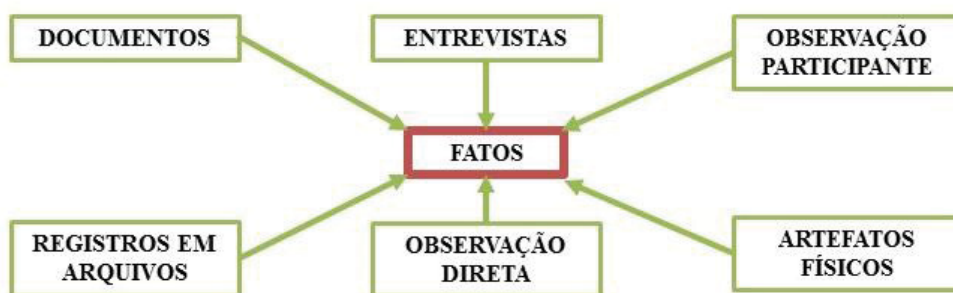 DOCUMENTOS
ENTREVISTAS
OBSERVAÇÃO
PARTICIPANTE
FATOS
REGISTROS EM
ARQUIVOS
OBSERVAÇÃO
DIRETA
ARTEFATOS
FÍSICOS